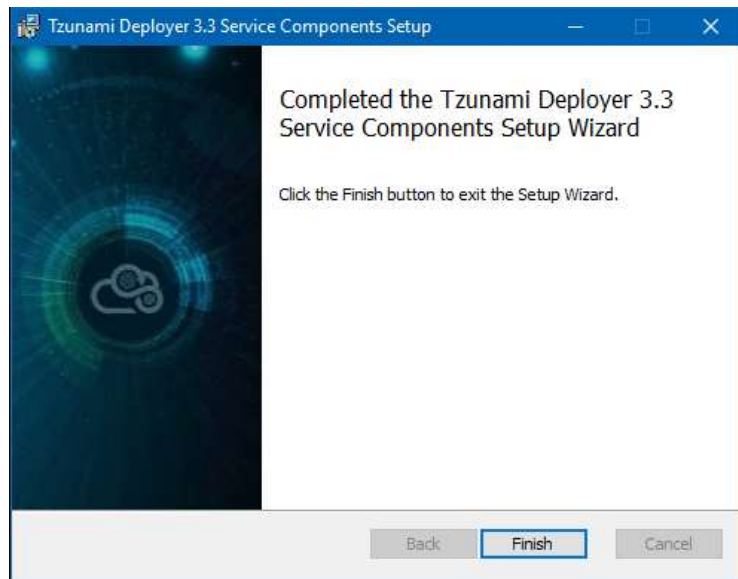 Tzunami Deployer 3.3 Service Components Setup
Completed the Tzunami Deployer 3.3
Service Components Setup Wizard
Click the Finish button to exit the Setup Wizard.
Back Finish Cancel